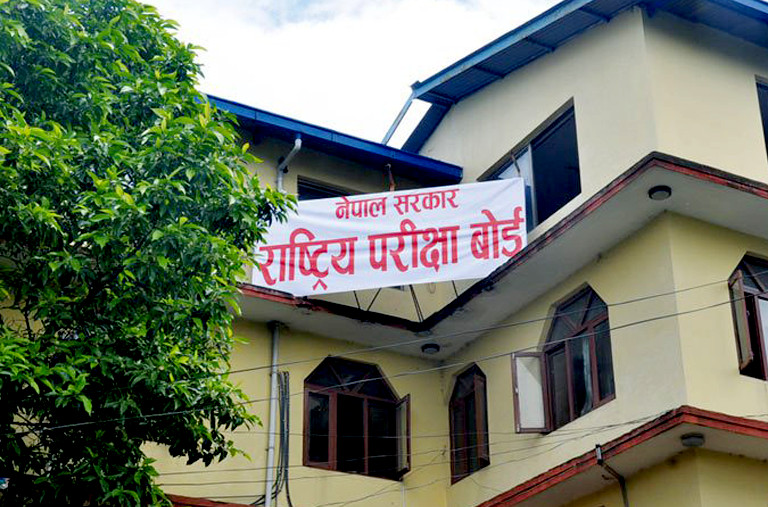 नेपाल सरकार
राष्ट्रिय परीक्षा बोर्ड